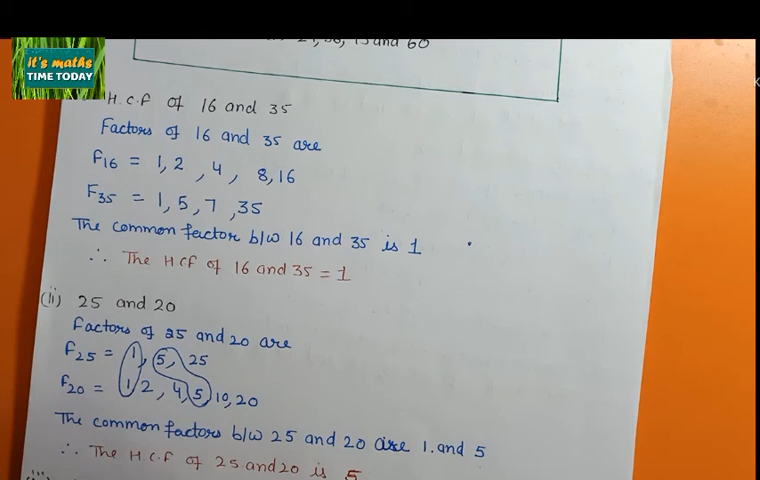 15 and 60
it's maths
TIME TODAY
H.C.F of 16 and 35
Factors of 16 and 35 are
F16 = 1, 2 , 4 , 8, 16
F35 = 1, 5, 7 , 35
The common factor b/w 16 and 35 is 1
∴ The HCF of 16 and 35 = 1
(ii) 25 and 20
Factors of 25 and 20 are
F25 = 1, 5, 25
F20 = 1 2 , 4, 5, 10, 20
The common factors b/w 25 and 20 are 1 and 5
∴ The H.C.F of 25 and 20 is 5